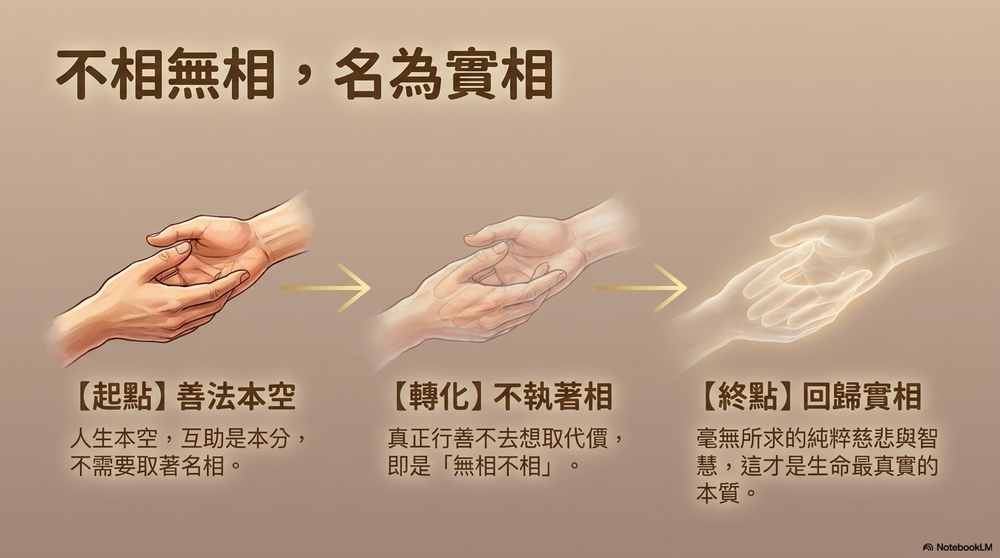 不相無相，名為實相
【起點】善法本空
人生本空，互助是本分，
不需要取著名相。
【轉化】不執著相
真正行善不去想取代價，
即是「無相不相」。
【終點】回歸實相
毫無所求的純粹慈悲與智
慧，這才是生命最真實的
本質。
NotebookLM